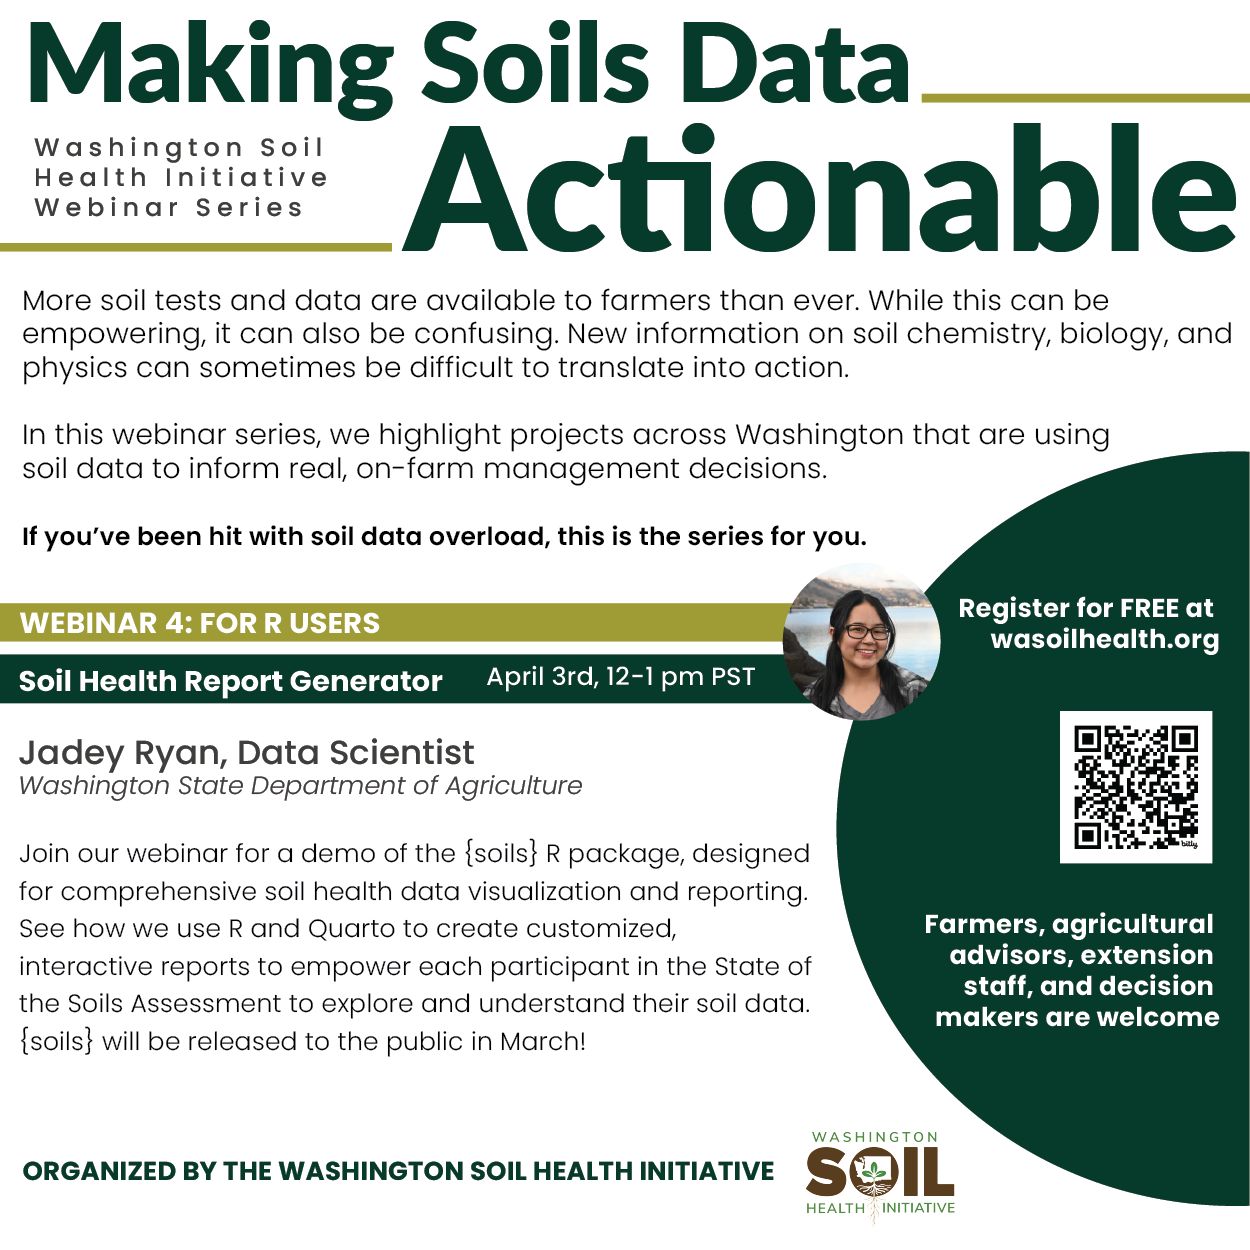 Making Soils Data
Actionable
Washington Soil
Health Initiative
Webinar Series
More soil tests and data are available to farmers than ever. While this can be
empowering, it can also be confusing. New information on soil chemistry, biology, and
physics can sometimes be difficult to translate into action.
In this webinar series, we highlight projects across Washington that are using
soil data to inform real, on-farm management decisions.
If you've been hit with soil data overload, this is the series for you.
WEBINAR 4: FOR R USERS
Soil Health Report Generator April 3rd, 12-1 pm PST
Jadey Ryan, Data Scientist
Washington State Department of Agriculture
Join our webinar for a demo of the {soils} R package, designed
for comprehensive soil health data visualization and reporting.
See how we use R and Quarto to create customized,
interactive reports to empower each participant in the State of
the Soils Assessment to explore and understand their soil data.
{soils} will be released to the public in March!
Register for FREE at
wasoilhealth.org
bitly
Farmers, agricultural
advisors, extension
staff, and decision
makers are welcome
ORGANIZED BY THE WASHINGTON SOIL HEALTH INITIATIVE
WASHINGTON
SOIL
HEALTH INITIATIVE